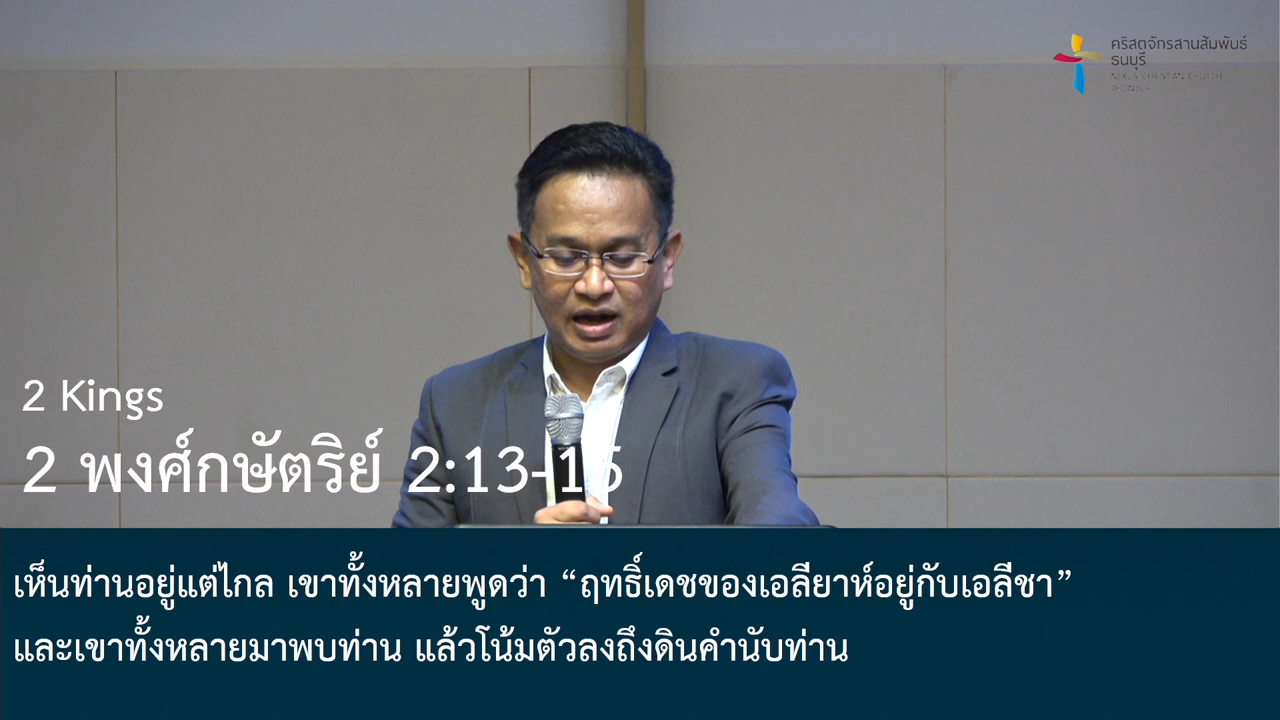 คริสตจักรสานสัมพันธ์
ธนบุรี
NEXUS CHRISTIAN CHURCH
2 Kings
2 พงศ์กษัตริย์ 2:13-15
เห็นท่านอยู่แต่ไกล เขาทั้งหลายพูดว่า “ฤทธิ์เดชของเอลียาห์อยู่กับเอลีชา”
และเขาทั้งหลายมาพบท่าน แล้วโน้มตัวลงถึงดินคำนับท่าน